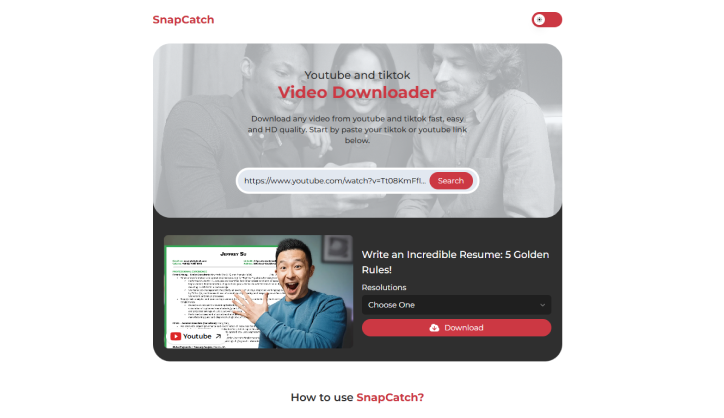 SnapCatch
Youtube and tiktok
Video Downloader
Download any video from youtube and tiktok fast, easy
and HD quality. Start by paste your tiktok or youtube link
below.
https://www.youtube.com/watch?v=Tt08KmFfI...
Search
JEFFREY SU
Youtube
Write an Incredible Resume: 5 Golden
Rules!
Resolutions
Choose One
Download
How to use SnapCatch?